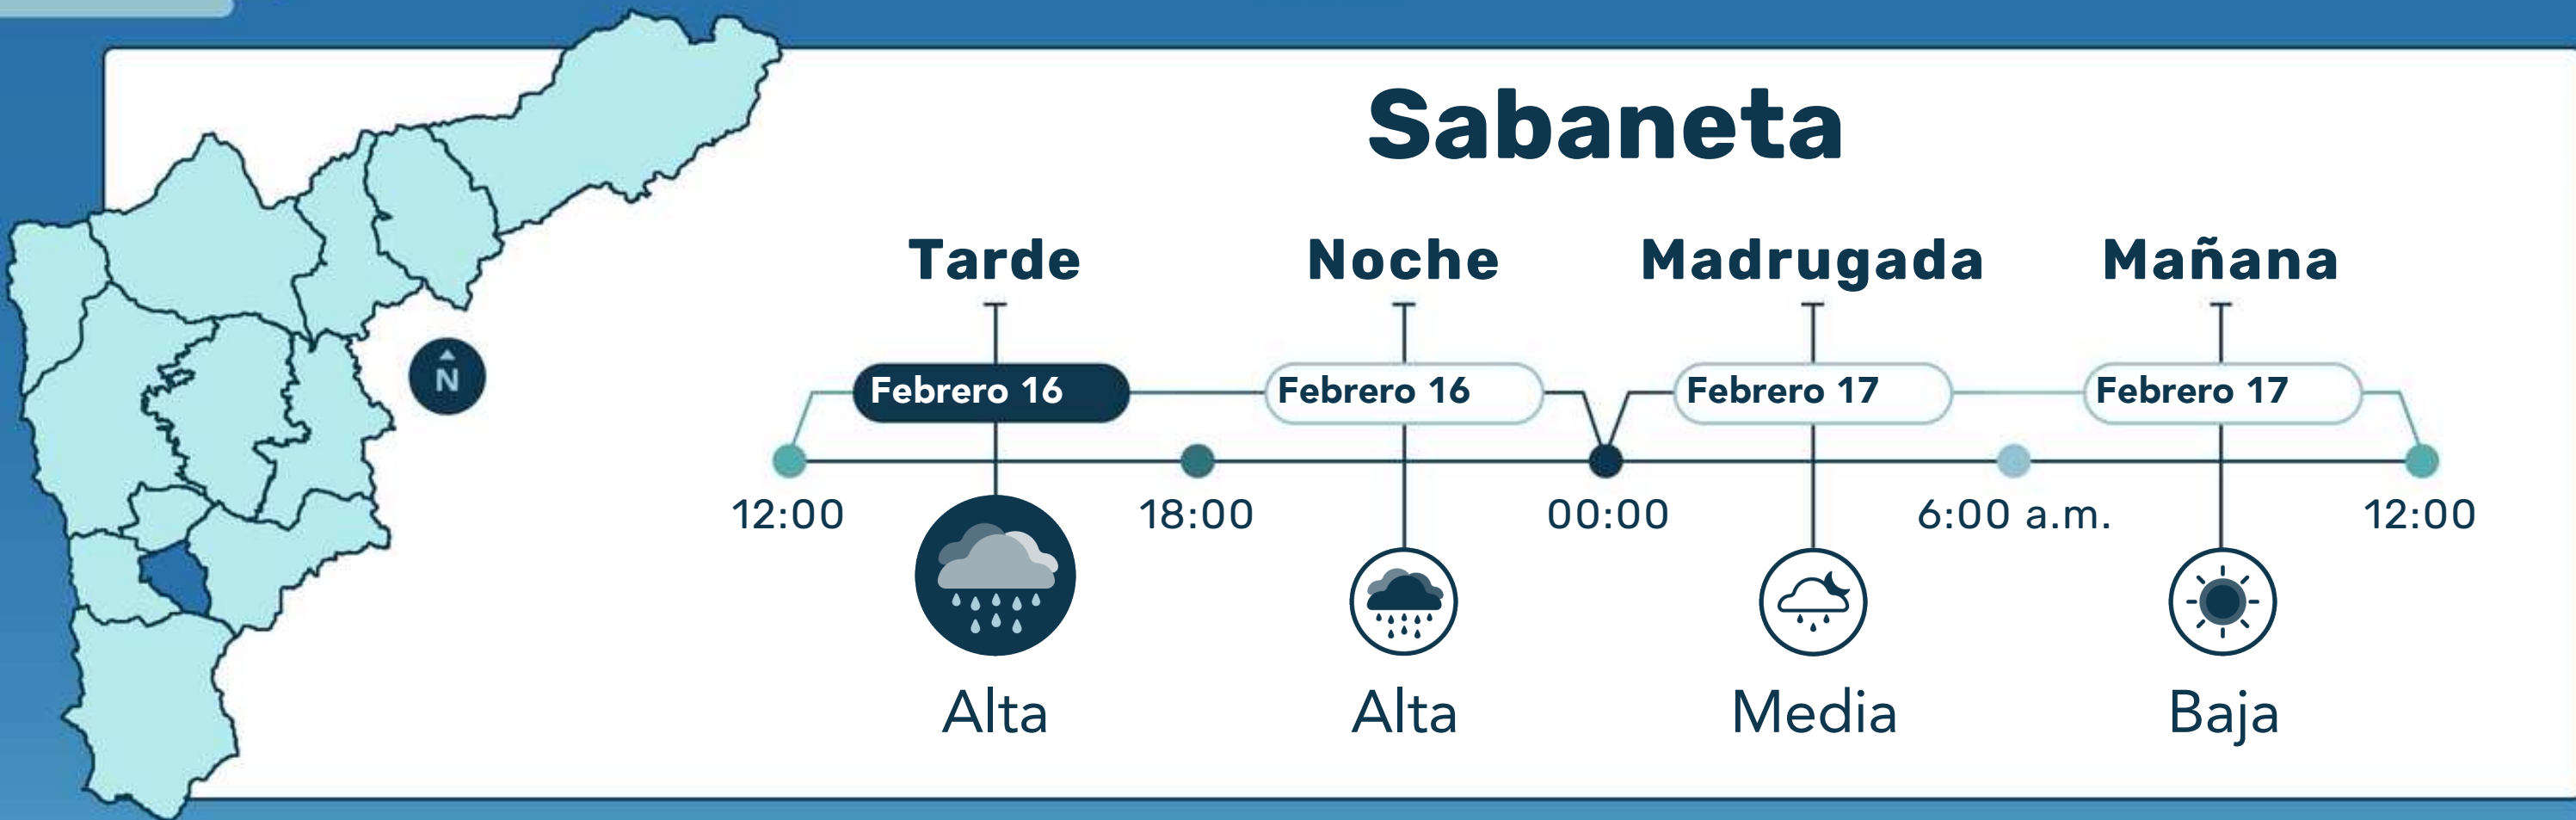 Sabaneta
Tarde Noche Madrugada Mañana
N
Febrero 16 Febrero 16 Febrero 17 Febrero 17
12:00 18:00 00:00 6:00 a.m. 12:00
Alta Alta Media Baja